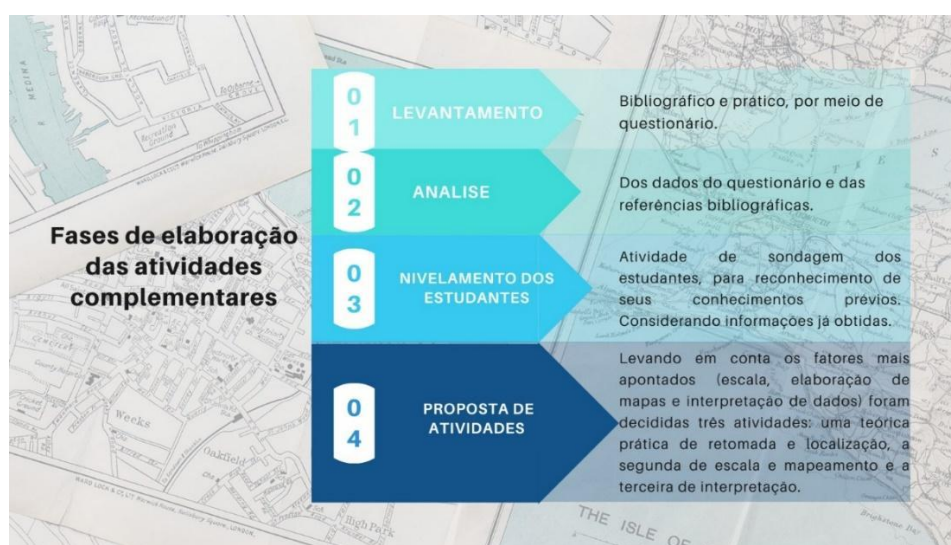 Fases de elaboração
das atividades
complementares
0
1
LEVANTAMENTO
Bibliográfico e prático, por meio de
questionário.
0
2
ANALISE
Dos dados do questionário e das
referências bibliográficas.
0
3
NIVELAMENTO DOS
ESTUDANTES
Atividade de sondagem dos
estudantes, para reconhecimento de
seus conhecimentos prévios.
Considerando informações já obtidas.
0
4
PROPOSTA DE
ATIVIDADES
Levando em conta os fatores mais
apontados (escala, elaboração de
mapas e interpretação de dados) foram
decididas três atividades: uma teórica
prática de retomada e localização, a
segunda de escala e mapeamento e a
terceira de interpretação.
MEDINA
Recreation
Ground
Weeks
Oakfield
High Park
THE ISLE OF